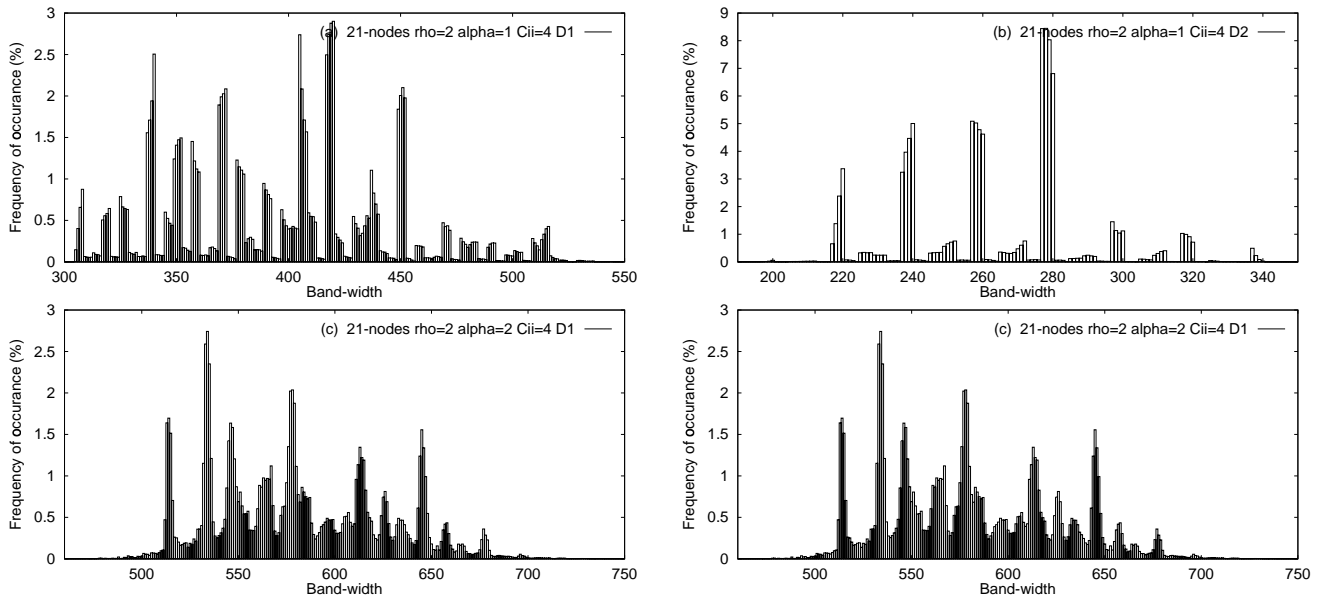 (a) 21-nodes rho=2 alpha=1 Cii=4 D1
Frequency of occurance (%)
3
2.5
2
1.5
1
0.5
0
300 350 400 450 500 550
Band-width
(b) 21-nodes rho=2 alpha=1 Cii=4 D2
Frequency of occurance (%)
9
8
7
6
5
4
3
2
1
0
200 220 240 260 280 300 320 340
Band-width
(c) 21-nodes rho=2 alpha=2 Cii=4 D1
Frequency of occurance (%)
3
2.5
2
1.5
1
0.5
0
500 550 600 650 700 750
Band-width
(c) 21-nodes rho=2 alpha=2 Cii=4 D1
Frequency of occurance (%)
3
2.5
2
1.5
1
0.5
0
500 550 600 650 700 750
Band-width